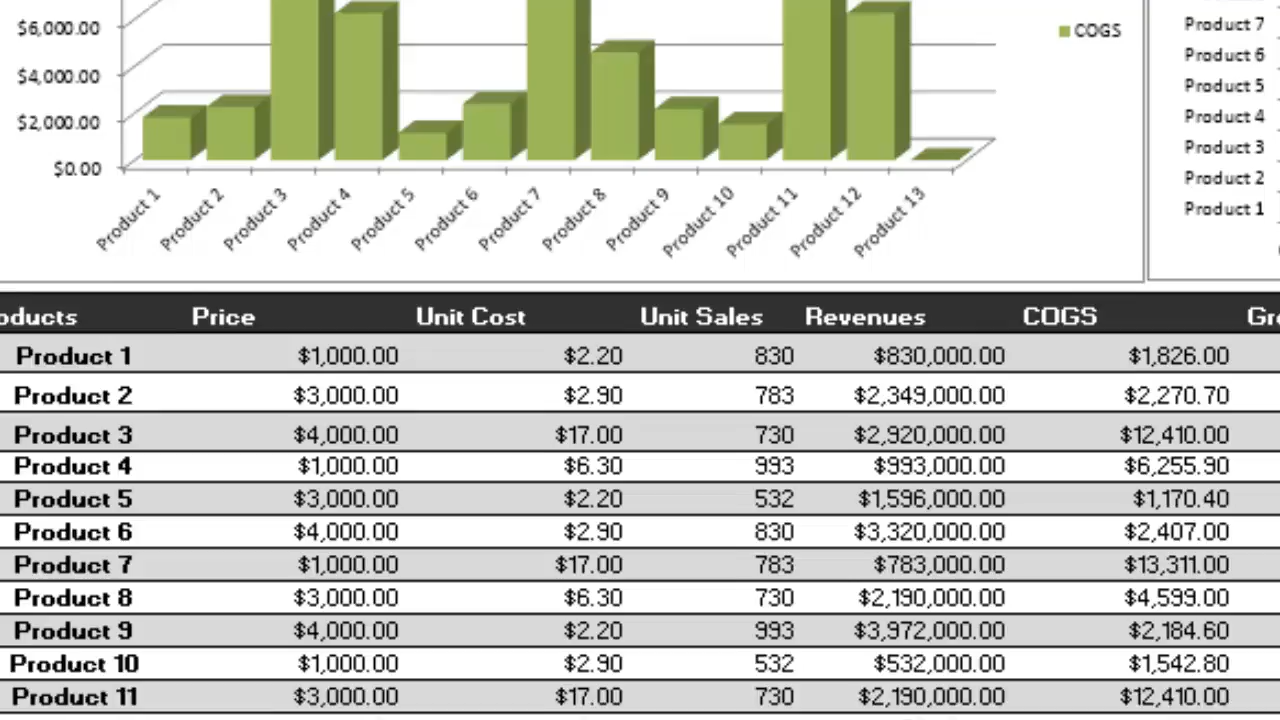 $6,000.00
$4,000.00
$2,000.00
$0.00
Product 1 Product 2 Product 3 Product 4 Product 5 Product 6 Product 7 Product 8 Product 9 Product 10 Product 11 Product 12 Product 13
COGS
Product 7
Product 6
Product 5
Product 4
Product 3
Product 2
Product 1
oducts Price Unit Cost Unit Sales Revenues COGS Gro
Product 1 $1,000.00 $2.20 830 $830,000.00 $1,826.00
Product 2 $3,000.00 $2.90 783 $2,349,000.00 $2,270.70
Product 3 $4,000.00 $17.00 730 $2,920,000.00 $12,410.00
Product 4 $1,000.00 $6.30 993 $993,000.00 $6,255.90
Product 5 $3,000.00 $2.20 532 $1,596,000.00 $1,170.40
Product 6 $4,000.00 $2.90 830 $3,320,000.00 $2,407.00
Product 7 $1,000.00 $17.00 783 $783,000.00 $13,311.00
Product 8 $3,000.00 $6.30 730 $2,190,000.00 $4,599.00
Product 9 $4,000.00 $2.20 993 $3,972,000.00 $2,184.60
Product 10 $1,000.00 $2.90 532 $532,000.00 $1,542.80
Product 11 $3,000.00 $17.00 730 $2,190,000.00 $12,410.00